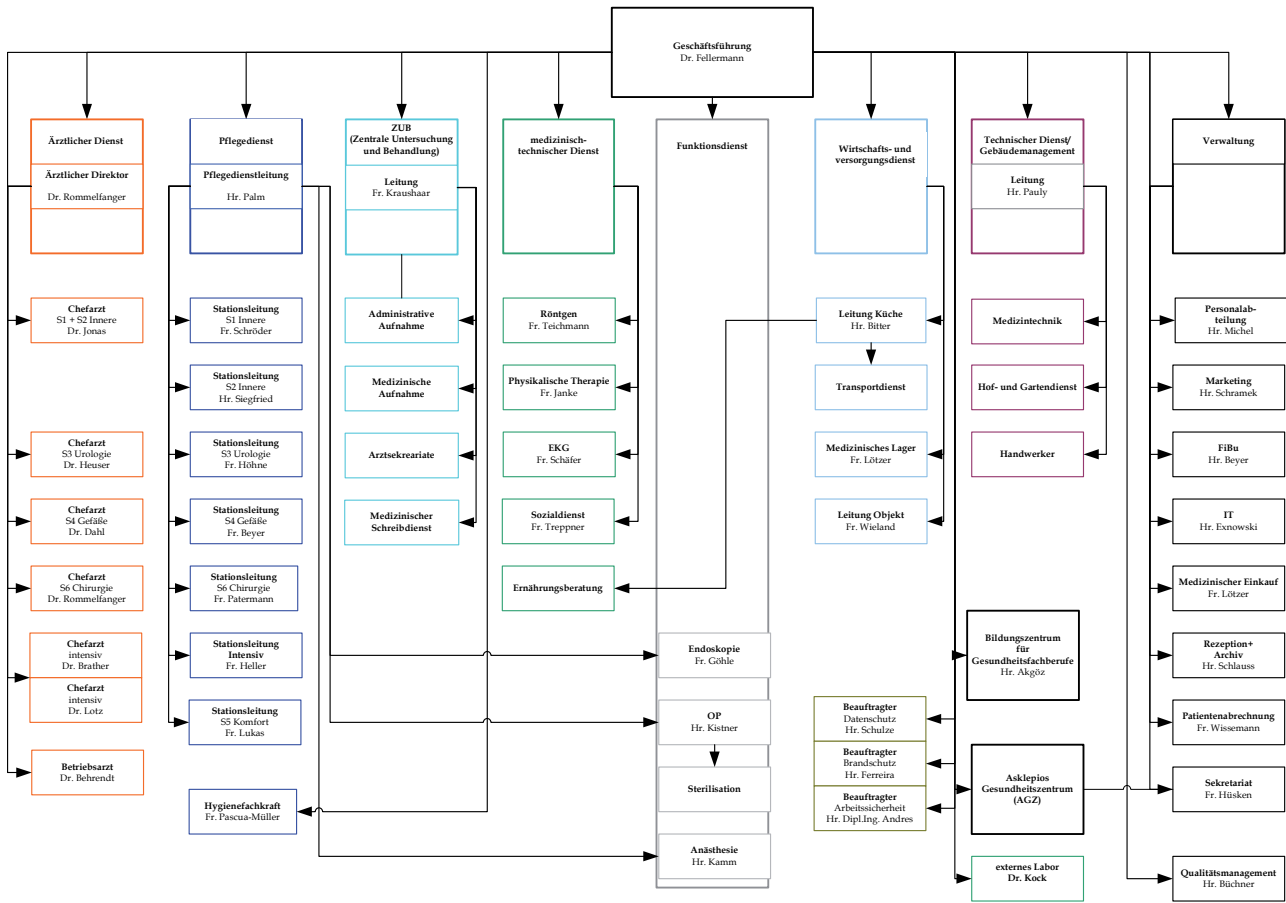 Geschäftsführung
Dr. Fellermann
Ärztlicher Dienst
Ärztlicher Direktor
Dr. Rommelfanger
Chefarzt
S1 + S2 Innere
Dr. Jonas
Chefarzt
S3 Urologie
Dr. Heuser
Chefarzt
S4 Gefäße
Dr. Dahl
Chefarzt
S6 Chirurgie
Dr. Rommelfanger
Chefarzt
intensiv
Dr. Brather
Chefarzt
intensiv
Dr. Lotz
Betriebsarzt
Dr. Behrendt
Pflegedienst
Pflegedienstleitung
Hr. Palm
Stationsleitung
S1 Innere
Fr. Schröder
Stationsleitung
S2 Innere
Hr. Siegfried
Stationsleitung
S3 Urologie
Fr. Höhne
Stationsleitung
S4 Gefäße
Fr. Beyer
Stationsleitung
S6 Chirurgie
Fr. Patermann
Stationsleitung
Intensiv
Fr. Heller
Stationsleitung
S5 Komfort
Fr. Lukas
Hygienefachkraft
Fr. Pascua-Müller
ZUB
(Zentrale Untersuchung
und Behandlung)
Leitung
Fr. Kraushaar
Administrative
Aufnahme
Medizinische
Aufnahme
Arztsekreariate
Medizinischer
Schreibdienst
medizinisch-
technischer Dienst
Röntgen
Fr. Teichmann
Physikalische Therapie
Fr. Janke
EKG
Fr. Schäfer
Sozialdienst
Fr. Treppner
Ernährungsberatung
Funktionsdienst
Endoskopie
Fr. Göhle
OP
Hr. Kistner
Sterilisation
Anästhesie
Hr. Kamm
Wirtschafts- und
versorgungsdienst
Leitung Küche
Hr. Bitter
Transportdienst
Medizinisches Lager
Fr. Lötzer
Leitung Objekt
Fr. Wieland
Beauftragter
Datenschutz
Hr. Schulze
Beauftragter
Brandschutz
Hr. Ferreira
Beauftragter
Arbeitssicherheit
Hr. Dipl.Ing. Andres
Technischer Dienst/
Gebäudemanagement
Leitung
Hr. Pauly
Medizintechnik
Hof- und Gartendienst
Handwerker
Bildungszentrum
für
Gesundheitsfachberufe
Hr. Akgöz
Asklepios
Gesundheitszentrum
(AGZ)
externes Labor
Dr. Kock
Verwaltung
Personalab-
teilung
Hr. Michel
Marketing
Hr. Schramek
FiBu
Hr. Beyer
IT
Hr. Exnowski
Medizinischer Einkauf
Fr. Lötzer
Rezeption+
Archiv
Hr. Schlauss
Patientenabrechnung
Fr. Wissemann
Sekretariat
Fr. Hüsken
Qualitätsmanagement
Hr. Büchner